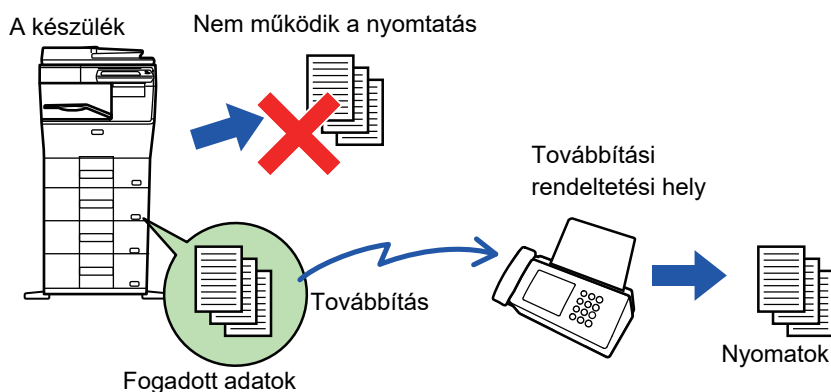 A készülék
Nem működik a nyomtatás
Továbbítási
rendeltetési hely
Továbbítás
Nyomatok
Fogadott adatok